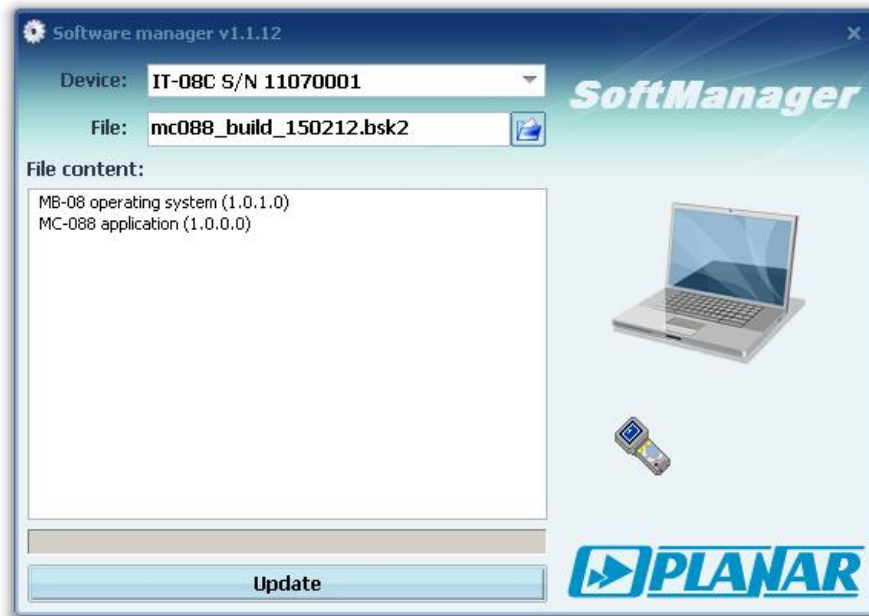 Software manager v1.1.12
Device: IT-08C S/N 11070001
SoftManager
File: mc088_build_150212.bsk2
File content:
MB-08 operating system (1.0.1.0)
MC-088 application (1.0.0.0)
Update
PLANAR